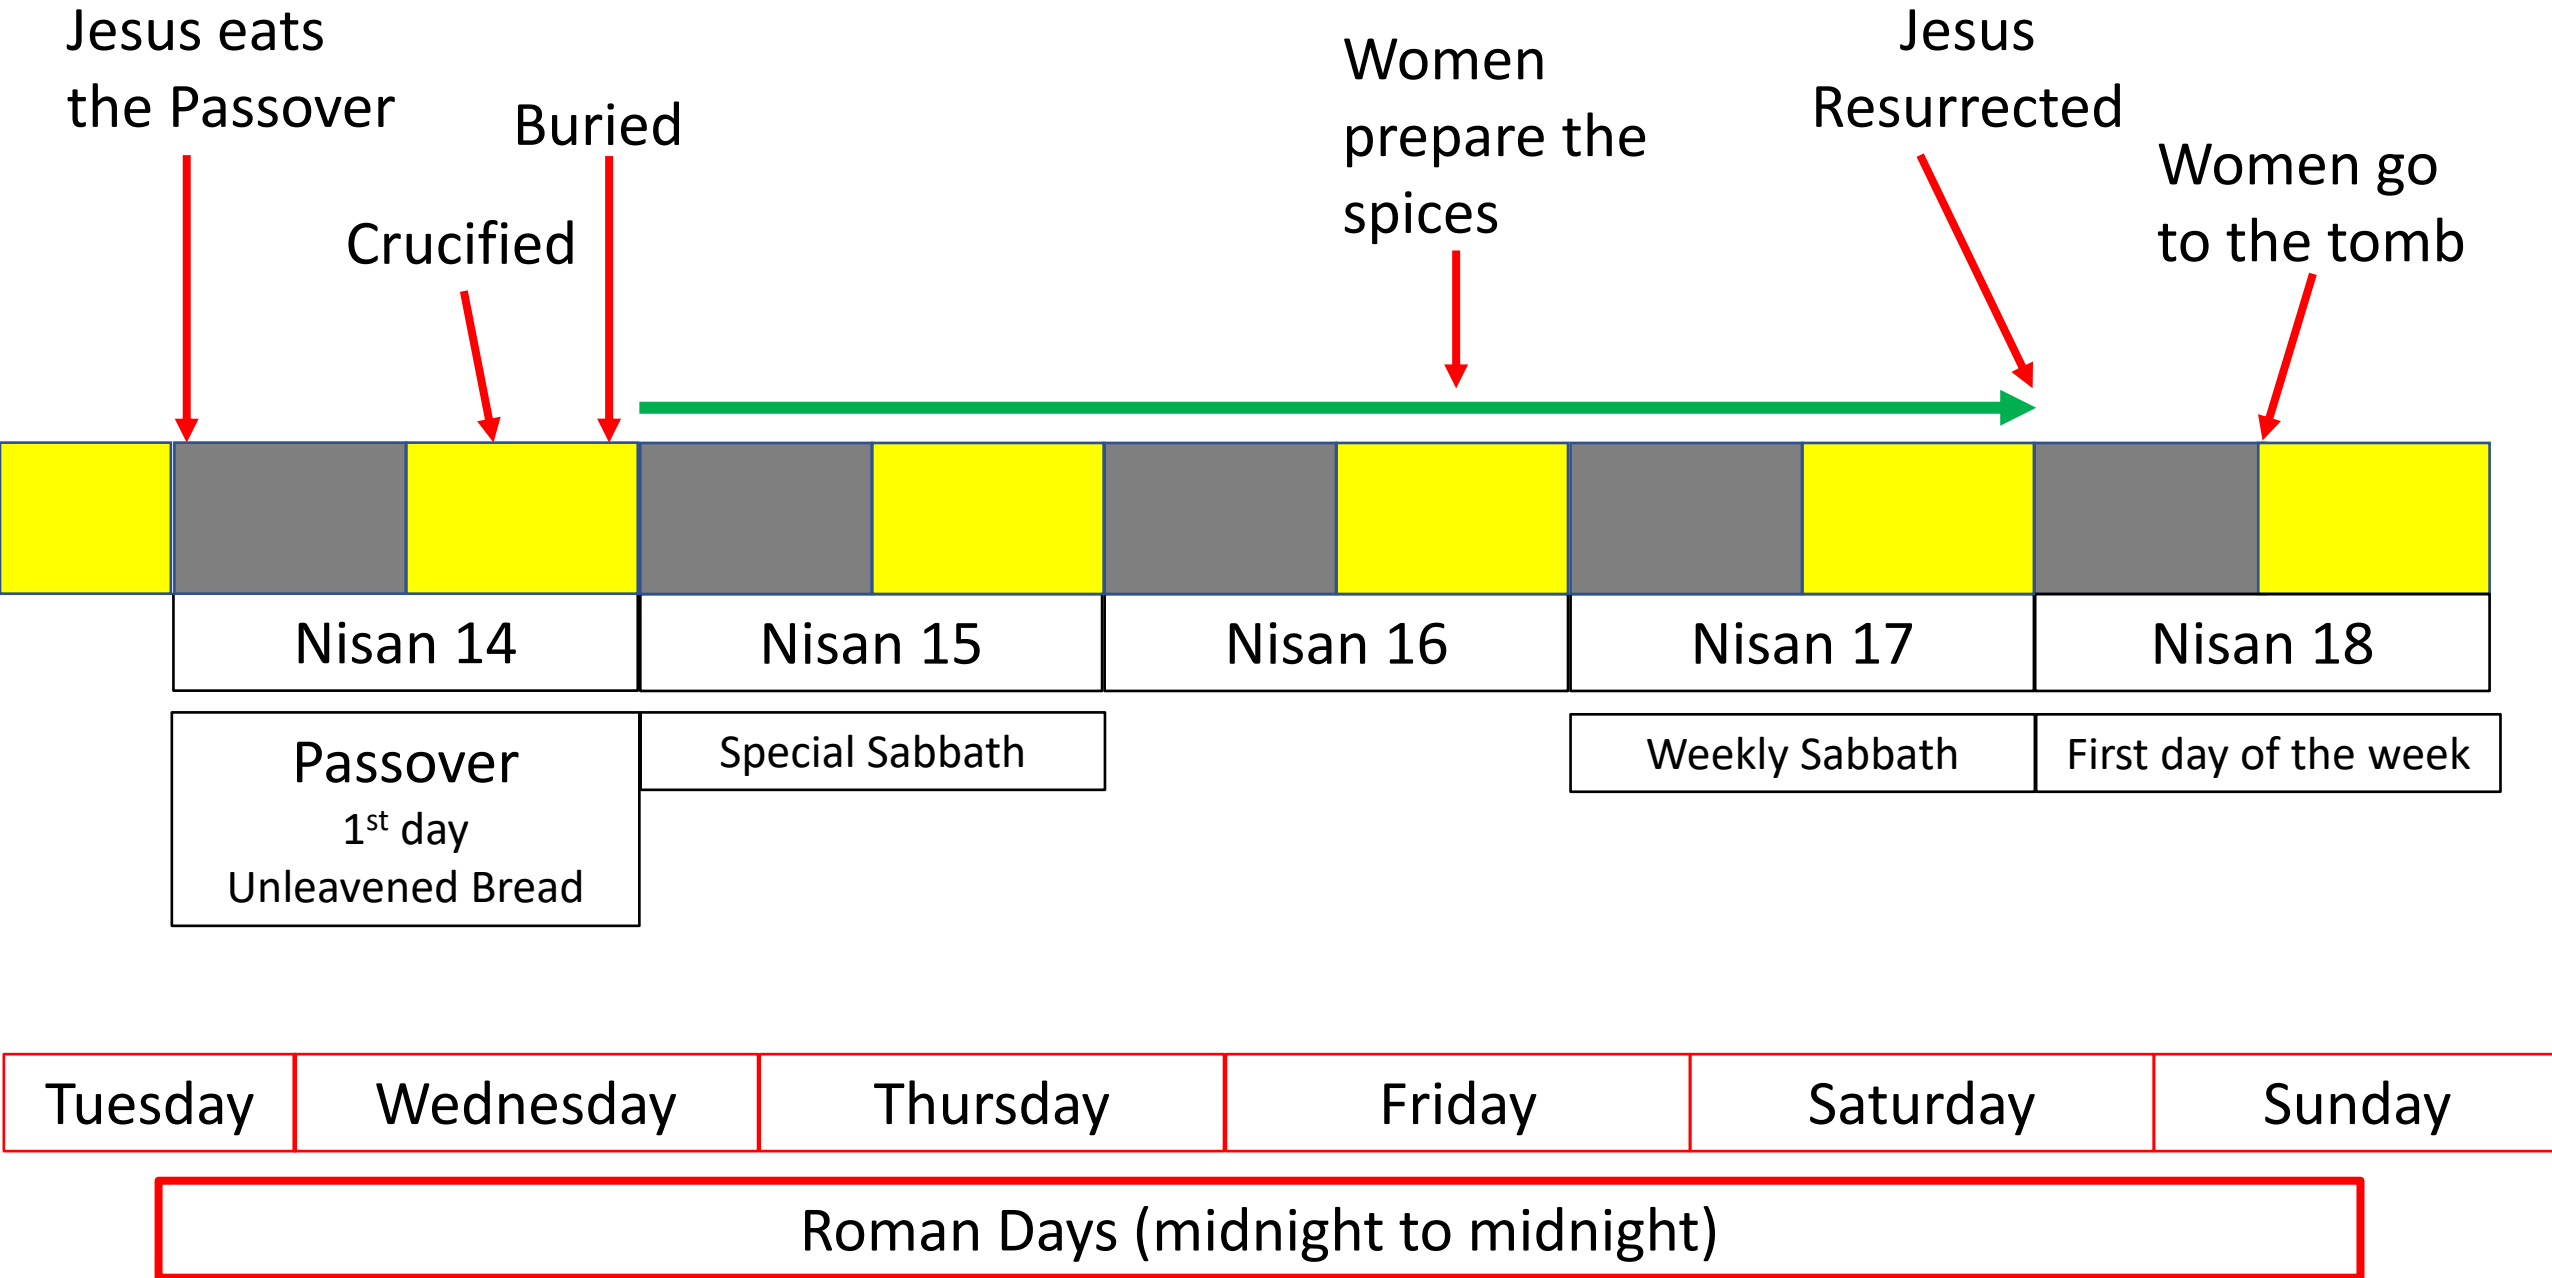 Jesus eats
the Passover
Buried
Crucified
Women
prepare the
spices
Jesus
Resurrected
Women go
to the tomb
Nisan 14
Nisan 15
Nisan 16
Nisan 17
Nisan 18
Passover
1st day
Unleavened Bread
Special Sabbath
Weekly Sabbath
First day of the week
Tuesday
Wednesday
Thursday
Friday
Saturday
Sunday
Roman Days (midnight to midnight)